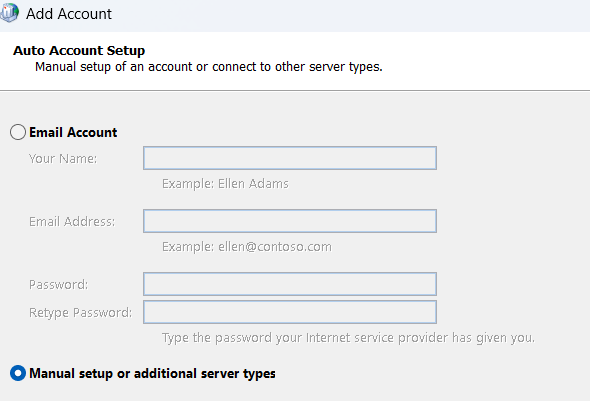 Add Account
Auto Account Setup
Manual setup of an account or connect to other server types.
Email Account
Your Name:
Example: Ellen Adams
Email Address:
Example: ellen@contoso.com
Password:
Retype Password:
Type the password your Internet service provider has given you.
Manual setup or additional server types